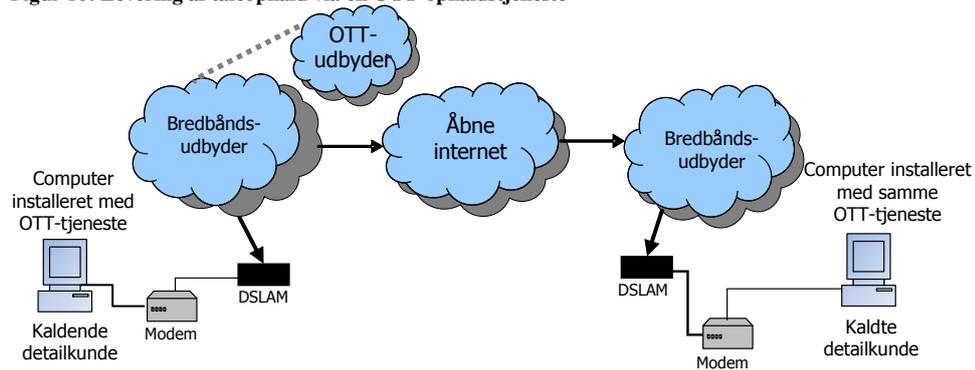 OTT-
udbyder
Bredbånds-
udbyder
Åbne
internet
Bredbånds-
udbyder
Computer
installeret med
OTT-tjeneste
Computer installeret
med samme
OTT-tjeneste
DSLAM
DSLAM
Modem
Kaldende
detailkunde
Kaldte
detailkunde
Modem